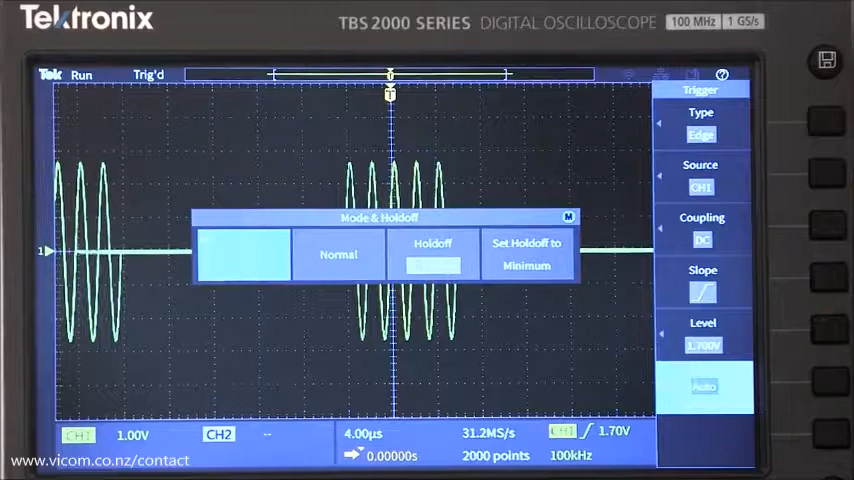 Tektronix
TBS 2000 SERIES DIGITAL OSCILLOSCOPE 100 MHz 1 GS/s
Tek Run Trig'd
T
?
T
Trigger
Type
Edge
Source
CH1
Mode & Holdoff M
Coupling
DC
Normal
Holdoff
Set Holdoff to
Minimum
1
Slope
Level
1.700V
Auto
CH1 1.00V CH2 --
4.00µs 31.2MS/s CH1 1.70V
0.00000s 2000 points 100kHz
www.vicom.co.nz/contact